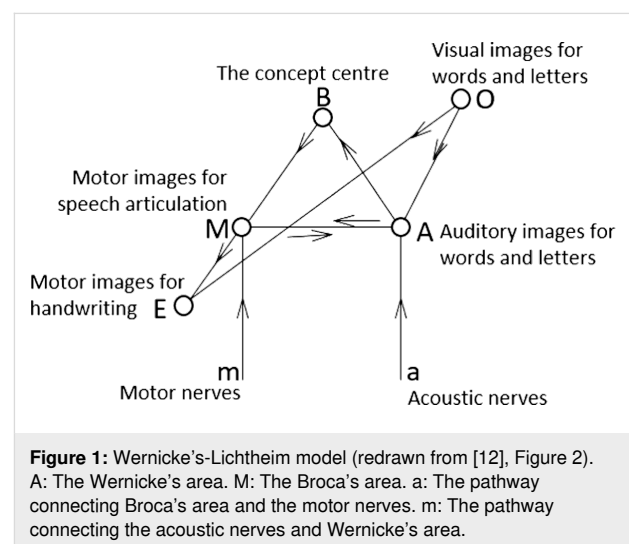 Visual images for
words and letters
The concept centre
B
O
Motor images for
speech articulation
M
A Auditory images for
words and letters
Motor images for
handwriting E
m
Motor nerves
a
Acoustic nerves
Figure 1: Wernicke's-Lichtheim model (redrawn from [12], Figure 2).
A: The Wernicke's area. M: The Broca's area. a: The pathway
connecting Broca's area and the motor nerves. m: The pathway
connecting the acoustic nerves and Wernicke's area.